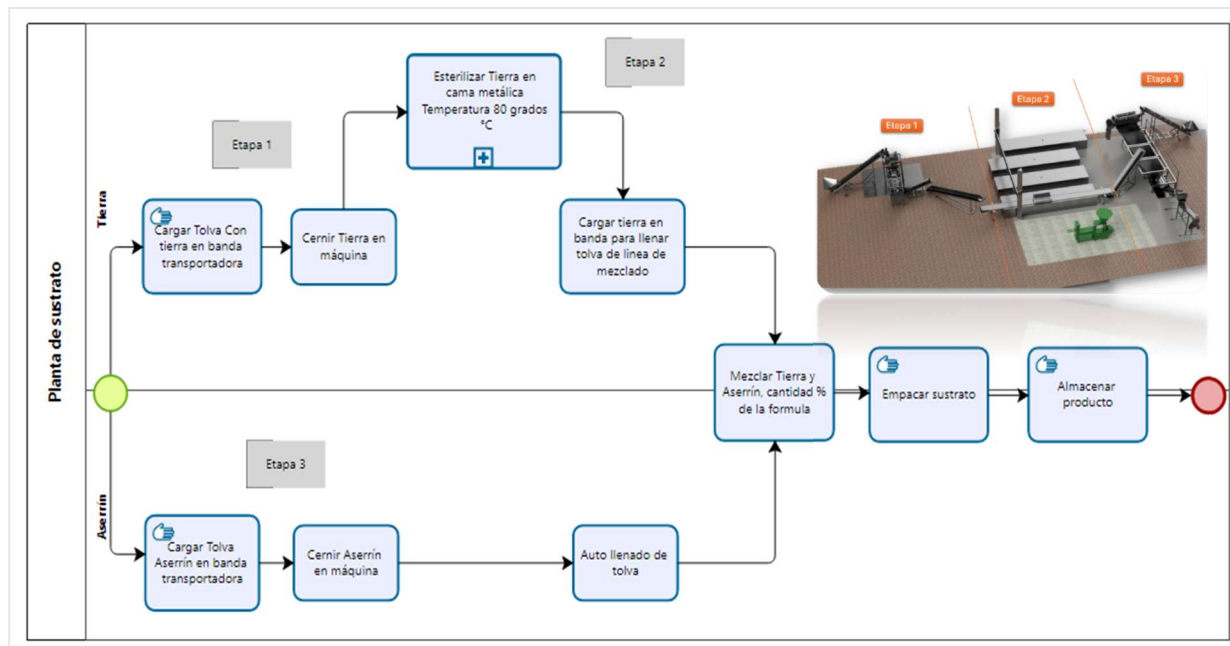 Planta de sustrato
Tierra
Aserrín
Etapa 1
Etapa 2
Etapa 3
Cargar Tolva Con
tierra en banda
transportadora
Cernir Tierra en
máquina
Esterilizar Tierra en
cama metálica
Temperatura 80 grados
°C
Cargar tierra en
banda para llenar
tolva de linea de
mezclado
Etapa 1
Etapa 2
Etapa 3
Mezclar Tierra y
Aserrín, cantidad %
de la formula
Empacar sustrato
Almacenar
producto
Cargar Tolva
Aserrín en banda
transportadora
Cernir Aserrín
en máquina
Auto llenado de
tolva